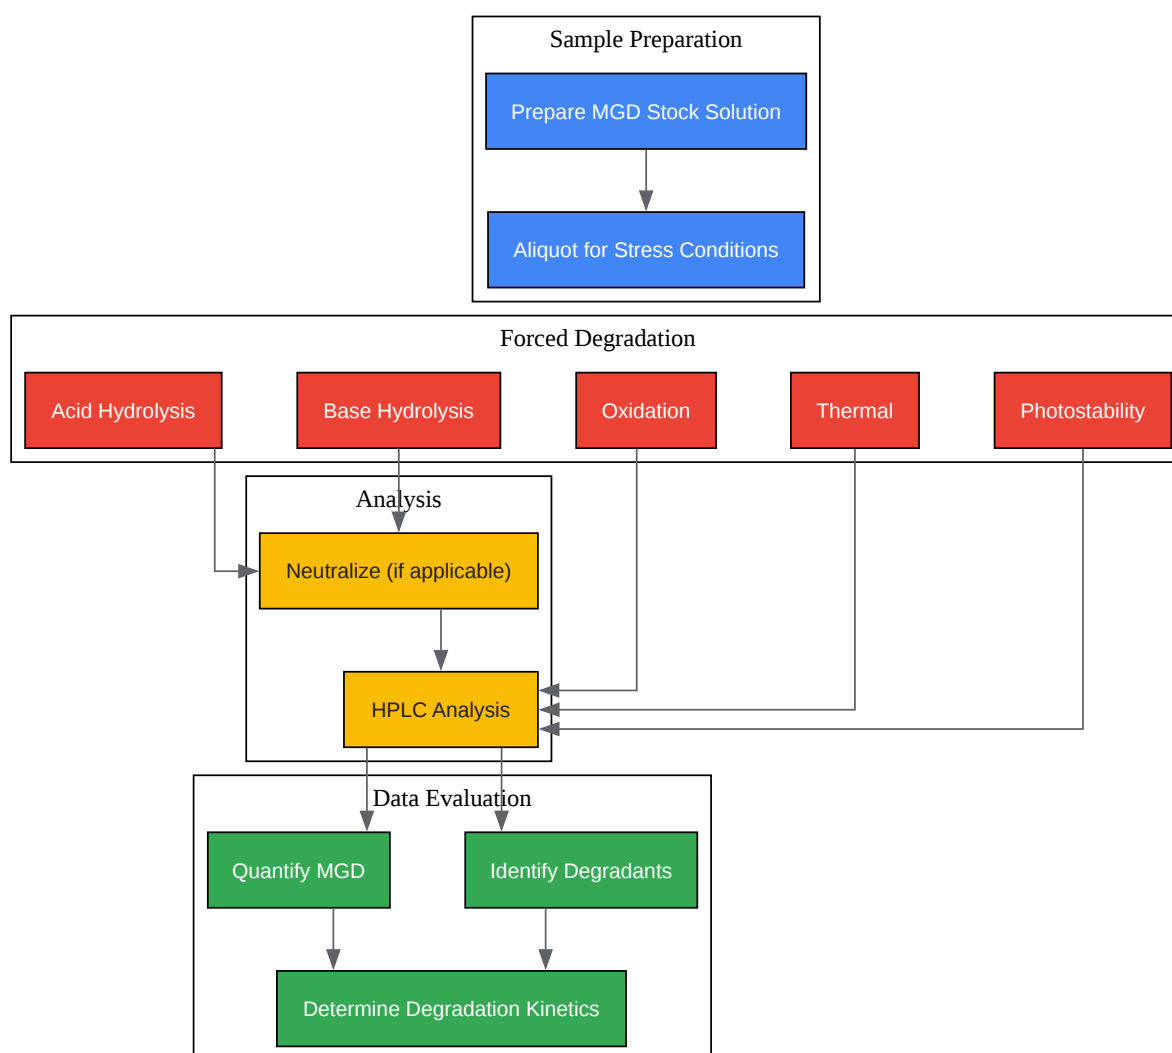 Sample Preparation
Prepare MGD Stock Solution
Aliquot for Stress Conditions
Forced Degradation
Acid Hydrolysis
Base Hydrolysis
Oxidation
Thermal
Photostability
Analysis
Neutralize (if applicable)
HPLC Analysis
Data Evaluation
Quantify MGD
Identify Degradants
Determine Degradation Kinetics